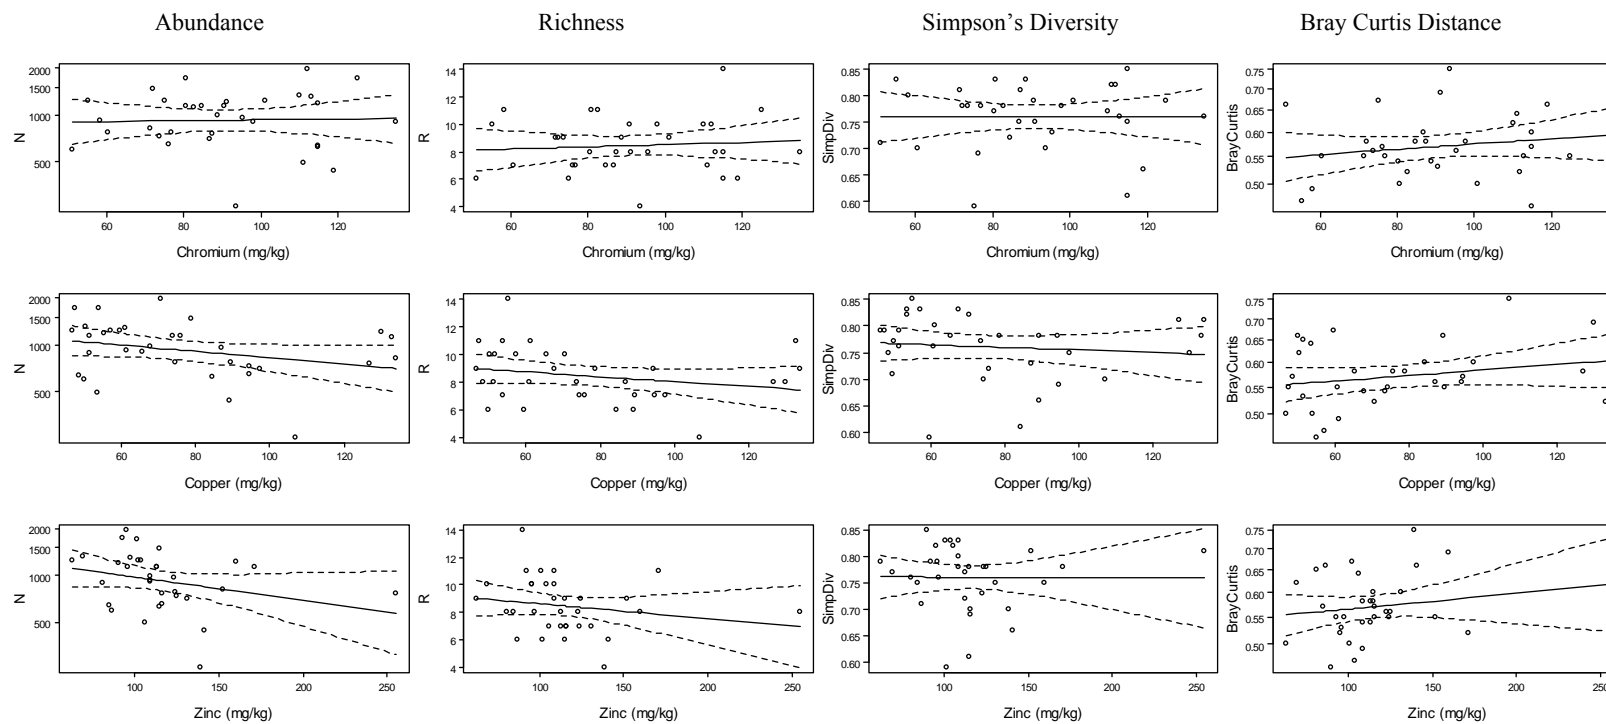 Abundance Richness Simpson's Diversity Bray Curtis Distance
N
2000
1500
1000
500
60 80 100 120
Chromium (mg/kg)
R
14
12
10
8
6
4
60 80 100 120
Chromium (mg/kg)
SimpDiv
0.85
0.80
0.75
0.70
0.65
0.60
60 80 100 120
Chromium (mg/kg)
BrayCurtis
0.75
0.70
0.65
0.60
0.55
0.50
60 80 100 120
Chromium (mg/kg)
N
2000
1500
1000
500
60 80 100 120
Copper (mg/kg)
R
14
12
10
8
6
4
60 80 100 120
Copper (mg/kg)
SimpDiv
0.85
0.80
0.75
0.70
0.65
0.60
60 80 100 120
Copper (mg/kg)
BrayCurtis
0.75
0.70
0.65
0.60
0.55
0.50
60 80 100 120
Copper (mg/kg)
N
2000
1500
1000
500
100 150 200 250
Zinc (mg/kg)
R
14
12
10
8
6
4
100 150 200 250
Zinc (mg/kg)
SimpDiv
0.85
0.80
0.75
0.70
0.65
0.60
100 150 200 250
Zinc (mg/kg)
BrayCurtis
0.75
0.70
0.65
0.60
0.55
0.50
100 150 200 250
Zinc (mg/kg)